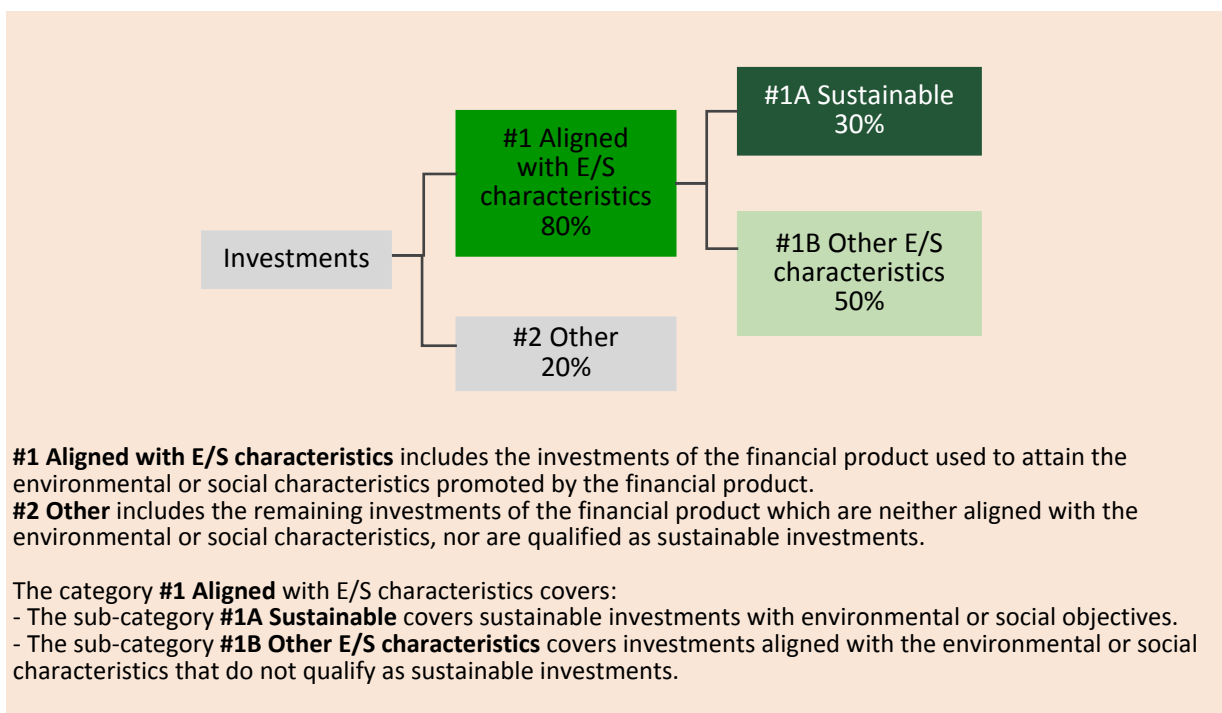 #1A Sustainable
30%
#1 Aligned
with E/S
characteristics
80%
#1B Other E/S
characteristics
50%
Investments
#2 Other
20%
#1 Aligned with E/S characteristics includes the investments of the financial product used to attain the
environmental or social characteristics promoted by the financial product.
#2 Other includes the remaining investments of the financial product which are neither aligned with the
environmental or social characteristics, nor are qualified as sustainable investments.
The category #1 Aligned with E/S characteristics covers:
- The sub-category #1A Sustainable covers sustainable investments with environmental or social objectives.
- The sub-category #1B Other E/S characteristics covers investments aligned with the environmental or social
characteristics that do not qualify as sustainable investments.